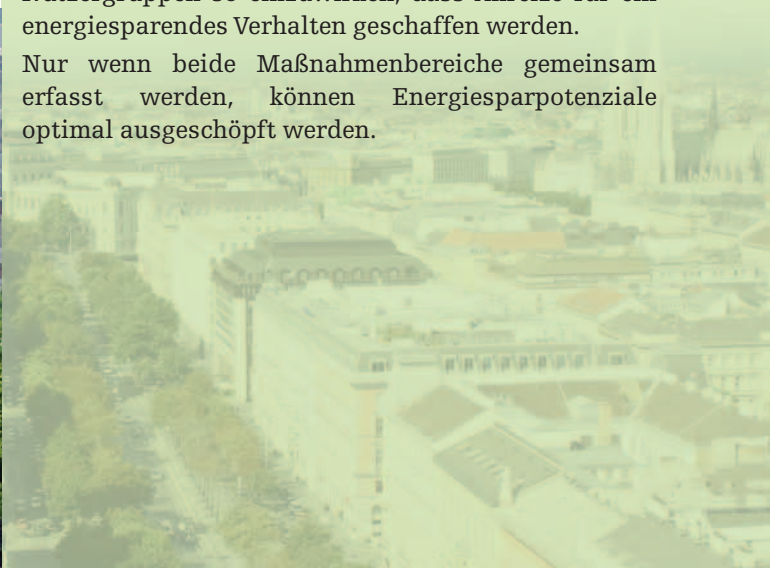 energiesparendes Verhalten geschaffen werden.
Nur wenn beide Maßnahmenbereiche gemeinsam
erfasst werden, können Energiesparpotenziale
optimal ausgeschöpft werden.